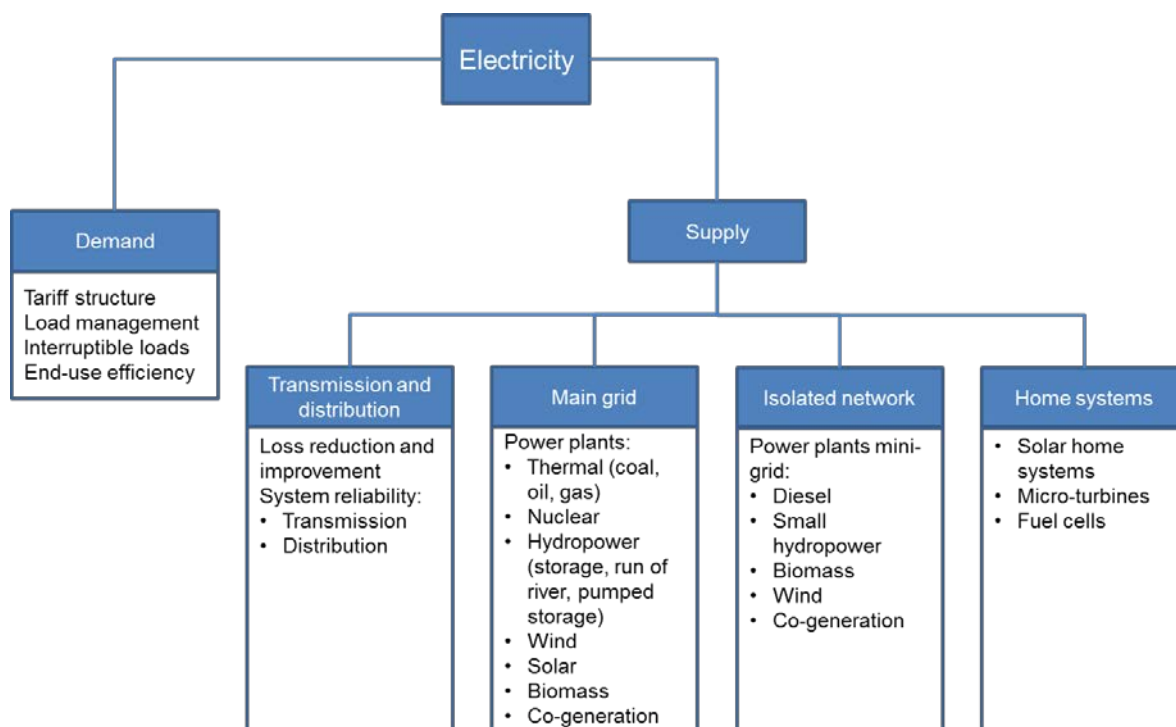 Electricity
Demand
Tariff structure
Load management
Interruptible loads
End-use efficiency
Supply
Transmission and
distribution
Loss reduction and
improvement
System reliability:
• Transmission
• Distribution
Main grid
Power plants:
• Thermal (coal,
oil, gas)
• Nuclear
• Hydropower
(storage, run of
river, pumped
storage)
• Wind
• Solar
• Biomass
• Co-generation
Isolated network
Power plants mini-
grid:
• Diesel
• Small
hydropower
• Biomass
• Wind
• Co-generation
Home systems
• Solar home
systems
• Micro-turbines
• Fuel cells